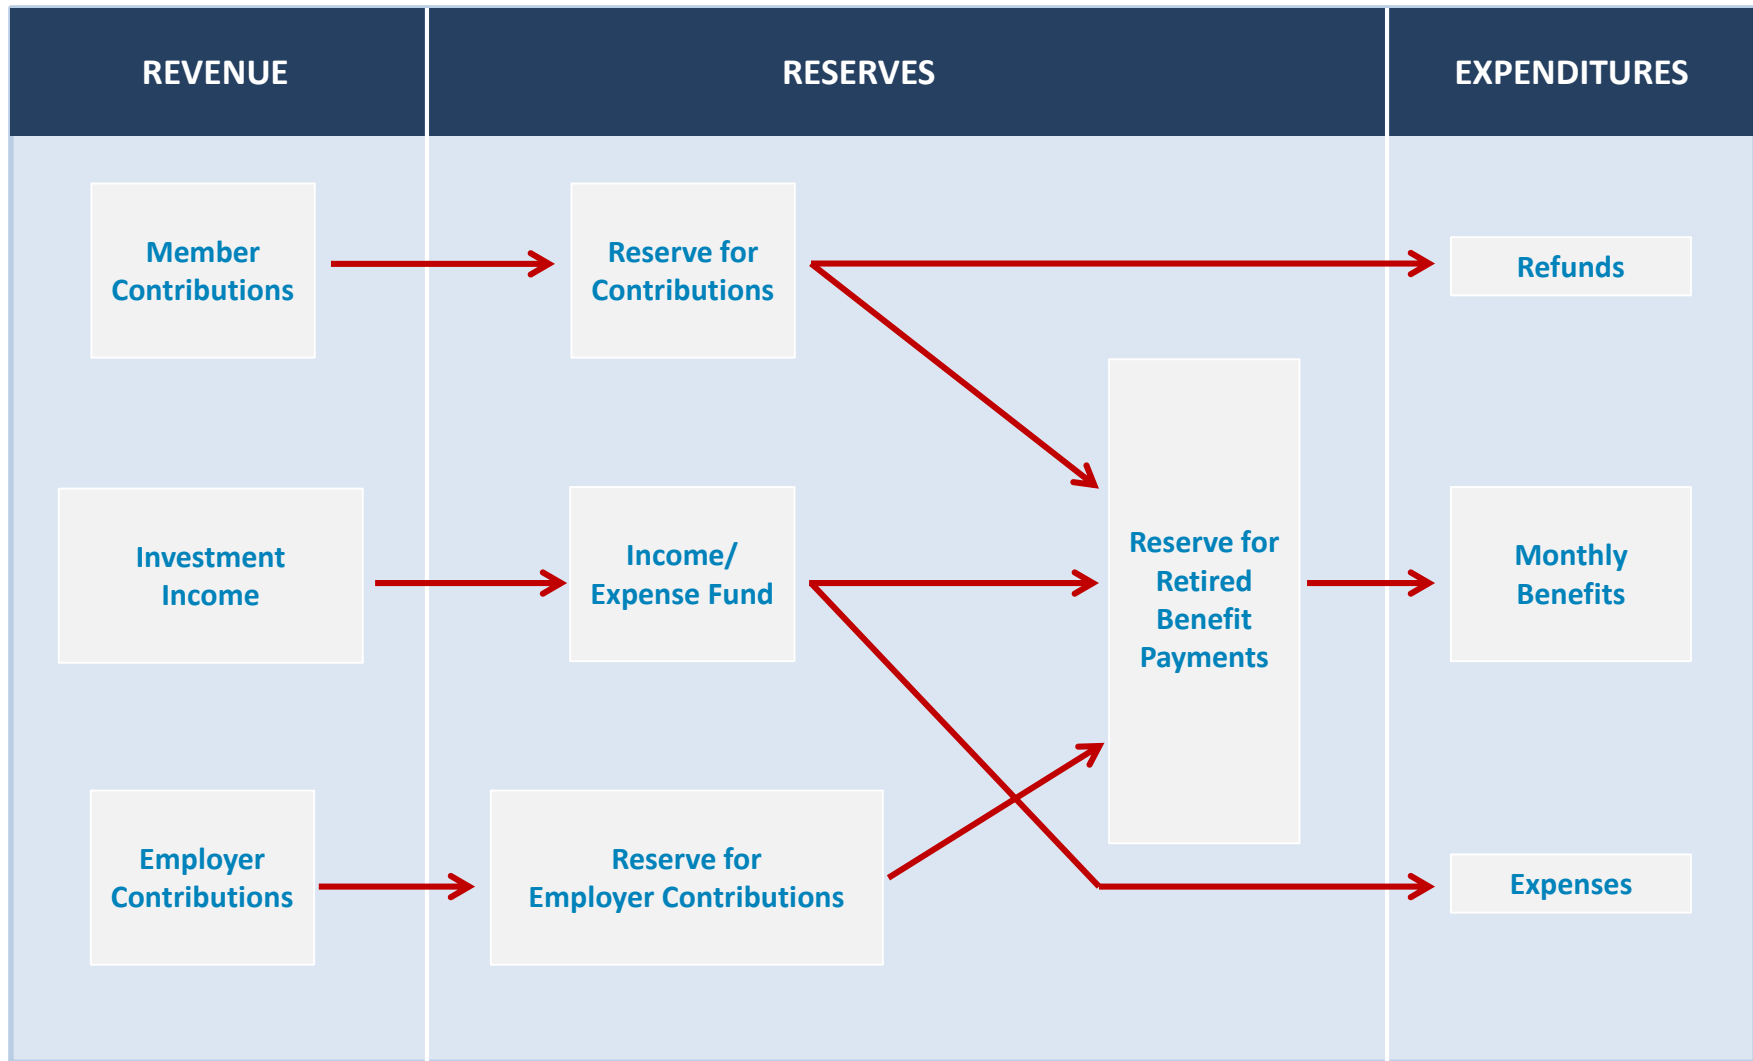 REVENUE
RESERVES
EXPENDITURES
Member
Contributions
Reserve for
Contributions
Refunds
Investment
Income
Income/
Expense Fund
Reserve for
Retired
Benefit
Payments
Monthly
Benefits
Employer
Contributions
Reserve for
Employer Contributions
Expenses